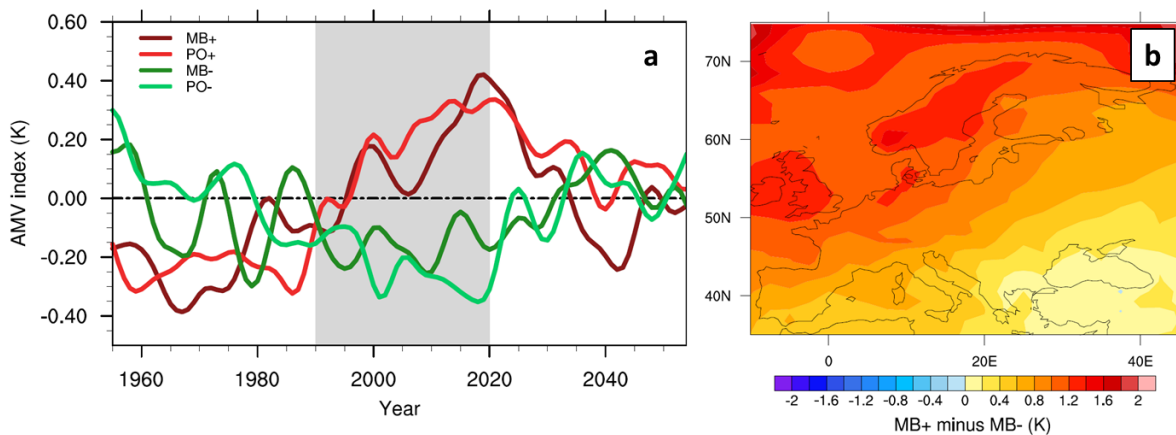 0.60
0.40
0.20
0.00
-0.20
-0.40
AMV index (K)
MB+
PO+
MB-
PO-
a
1960
1980
2000
2020
2040
Year
b
70N
60N
50N
40N
0
20E
40E
-2 -1.6 -1.2 -0.8 -0.4 0 0.4 0.8 1.2 1.6 2
MB+ minus MB- (K)